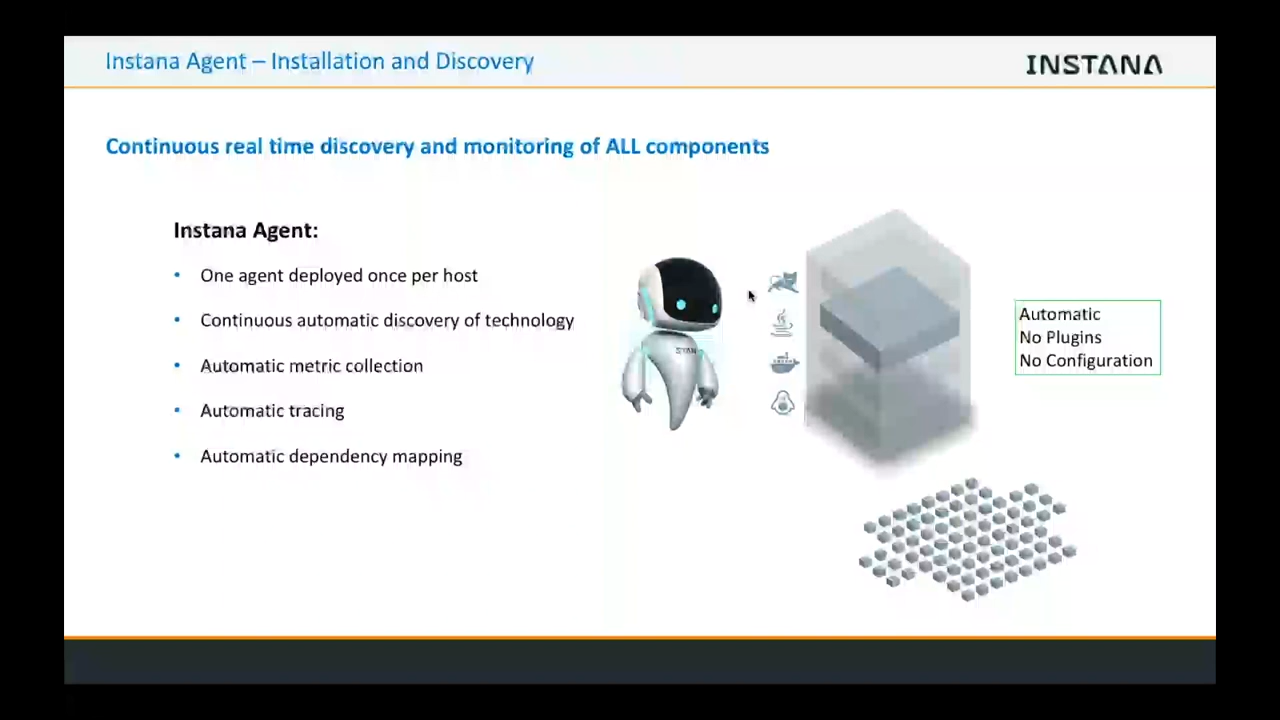 Instana Agent – Installation and Discovery
INSTANA
Continuous real time discovery and monitoring of ALL components
Instana Agent:
• One agent deployed once per host
• Continuous automatic discovery of technology
• Automatic metric collection
• Automatic tracing
• Automatic dependency mapping
STAN
Automatic
No Plugins
No Configuration